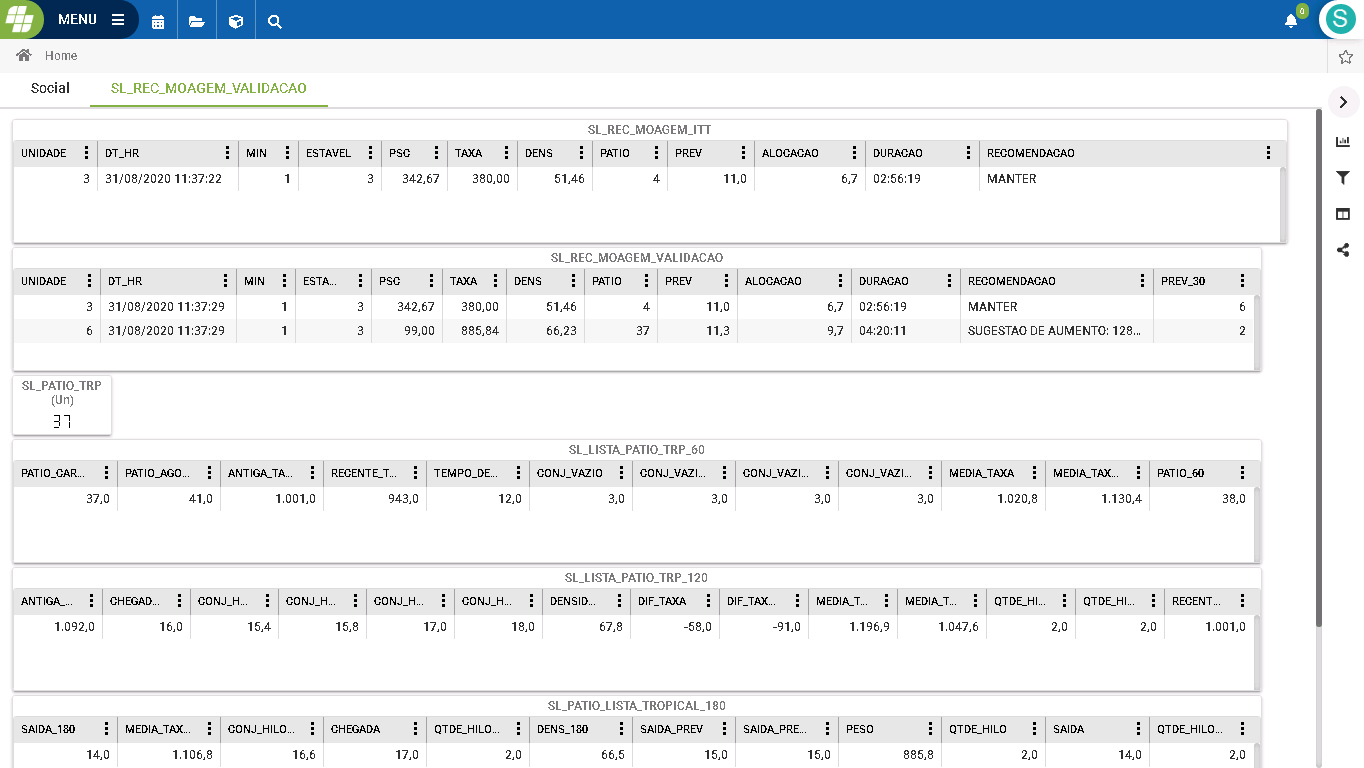 MENU
0
S
Home
Social SL_REC_MOAGEM_VALIDACAO
SL_REC_MOAGEM_ITT
UNIDADE DT_HR MIN ESTAVEL PSC TAXA DENS PATIO PREV ALOCACAO DURACAO RECOMENDACAO
3 31/08/2020 11:37:22 1 3 342,67 380,00 51,46 4 11,0 6,7 02:56:19 MANTER
SL_REC_MOAGEM_VALIDACAO
UNIDADE DT_HR MIN ESTA... PSC TAXA DENS PATIO PREV ALOCACAO DURACAO RECOMENDACAO PREV_30
3 31/08/2020 11:37:29 1 3 342,67 380,00 51,46 4 11,0 6,7 02:56:19 MANTER 6
6 31/08/2020 11:37:29 1 3 99,00 885,84 66,23 37 11,3 9,7 04:20:11 SUGESTAO DE AUMENTO: 128... 2
SL_PATIO_TRP
(Un)
37
SL_LISTA_PATIO_TRP_60
PATIO_CAR... PATIO_AGO... ANTIGA_TA... RECENTE_T... TEMPO_DE... CONJ_VAZIO CONJ_VAZI... CONJ_VAZI... CONJ_VAZI... MEDIA_TAXA MEDIA_TAX... PATIO_60
37,0 41,0 1.001,0 943,0 12,0 3,0 3,0 3,0 3,0 1.020,8 1.130,4 38,0
SL_LISTA_PATIO_TRP_120
ANTIGA_... CHEGAD... CONJ_H... CONJ_H... CONJ_H... CONJ_H... DENSID... DIF_TAXA DIF_TAX... MEDIA_T... MEDIA_T... QTDE_HI... QTDE_HI... RECENT...
1.092,0 16,0 15,4 15,8 17,0 18,0 67,8 -58,0 -91,0 1.196,9 1.047,6 2,0 2,0 1.001,0
SL_PATIO_LISTA_TROPICAL_180
SAIDA_180 MEDIA_TAX... CONJ_HILO... CHEGADA QTDE_HILO... DENS_180 SAIDA_PREV SAIDA_PRE... PESO QTDE_HILO SAIDA QTDE_HILO...
14,0 1.106,8 16,6 17,0 2,0 66,5 15,0 15,0 885,8 2,0 14,0 2,0